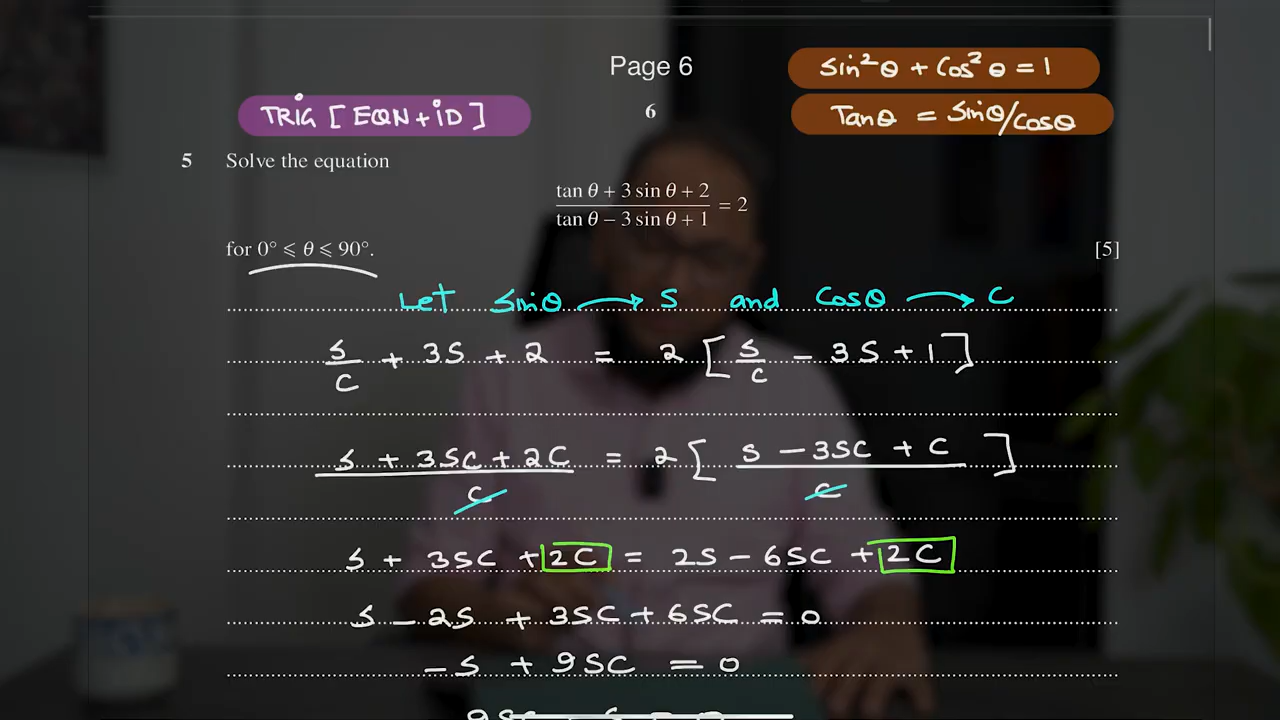 Page 6
sin²θ + Cos²θ = 1
TRIG [EQN + iD]
6
Tanθ = Sinθ/cosθ
5 Solve the equation
tan θ + 3 sin θ + 2
tan θ − 3 sin θ + 1
= 2
for 0° ⩽ θ ⩽ 90°. [5]
Let Sinθ → S and Cosθ → C
S/C + 3S + 2 = 2 [S/C − 3S + 1]
S + 3SC + 2C = 2 [S − 3SC + C]
C C
S + 3SC + 2C = 2S − 6SC + 2C
S − 2S + 3SC + 6SC = 0
−S + 9SC = 0